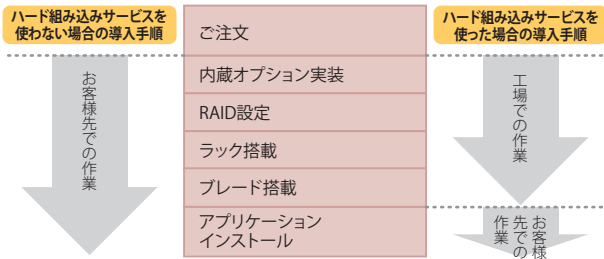 ハード組み込みサービスを
使わない場合の導入手順
お客様先での作業
ご注文
内蔵オプション実装
RAID設定
ラック搭載
ブレード搭載
アプリケーション
インストール
ハード組み込みサービスを
使った場合の導入手順
工場での作業
お客様
先での
作業